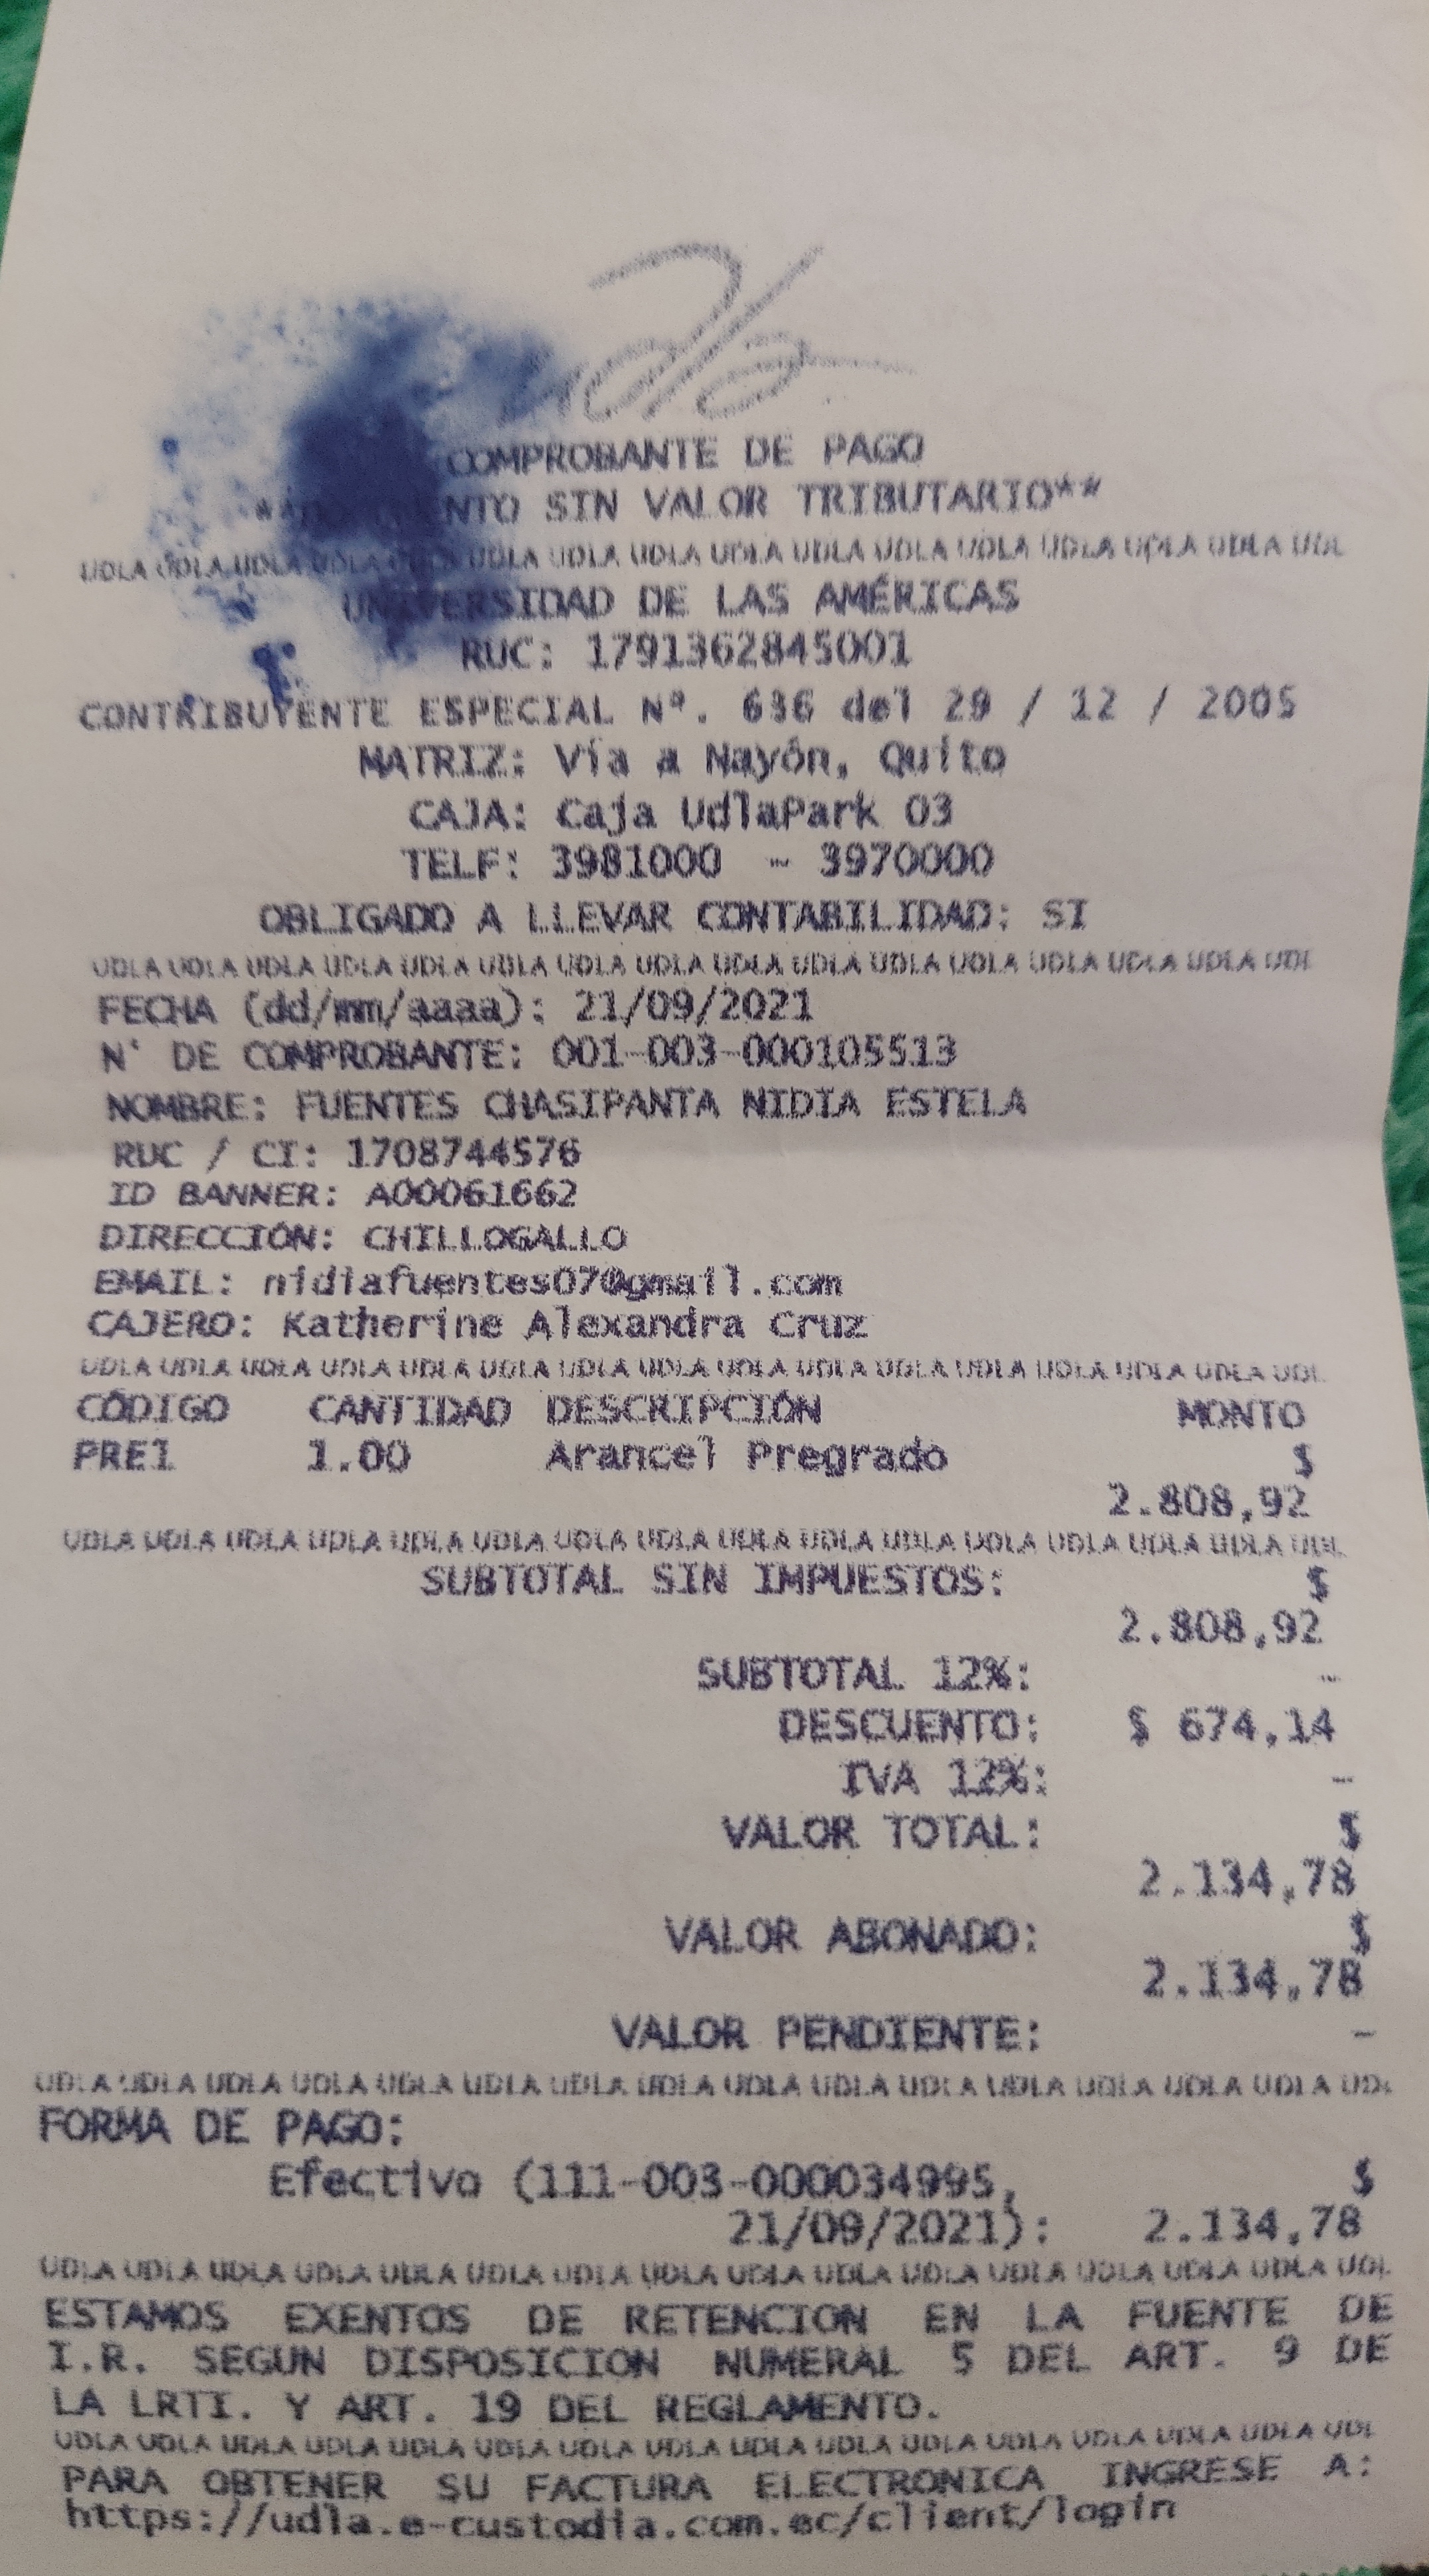 udla
COMPROBANTE DE PAGO
SIN VALOR TRIBUTARIO**
UDLA UDLA UDLA UDLA UDLA UDLA UDLA UDLA UDLA UDLA UDLA UDLA UDLA UDLA UDLA UDL
UNIVERSIDAD DE LAS AMÉRICAS
RUC: 1791362845001
CONTRIBUYENTE ESPECIAL Nº. 636 del 29 / 12 / 2005
MATRIZ: Vía a Nayón, Quito
CAJA: Caja UdlaPark 03
TELF: 3981000 - 3970000
OBLIGADO A LLEVAR CONTABILIDAD: SI
UDLA UDLA UDLA UDLA UDLA UDLA UDLA UDLA UDLA UDLA UDLA UDLA UDLA UDLA UDLA UDL
FECHA (dd/mm/aaaa): 21/09/2021
N' DE COMPROBANTE: 001-003-000105513
NOMBRE: FUENTES CHASIPANTA NIDIA ESTELA
RUC / CI: 1708744576
ID BANNER: A00061662
DIRECCIÓN: CHILLOGALLO
EMAIL: nidiafuentes07@gmail.com
CAJERO: Katherine Alexandra Cruz
UDLA UDLA UDLA UDLA UDLA UDLA UDLA UDLA UDLA UDLA UDLA UDLA UDLA UDLA UDLA UDL
CÓDIGO CANTIDAD DESCRIPCIÓN MONTO
PRE1 1.00 Arancel Pregrado $
2.808,92
UDLA UDLA UDLA UDLA UDLA UDLA UDLA UDLA UDLA UDLA UDLA UDLA UDLA UDLA UDLA UDL
SUBTOTAL SIN IMPUESTOS: $
2.808,92
SUBTOTAL 12%: -
DESCUENTO: $ 674,14
IVA 12%: -
VALOR TOTAL: $
2.134,78
VALOR ABONADO: $
2.134,78
VALOR PENDIENTE: -
UDLA UDLA UDLA UDLA UDLA UDLA UDLA UDLA UDLA UDLA UDLA UDLA UDLA UDLA UDLA UDL
FORMA DE PAGO:
Efectivo (111-003-000034995, $
21/09/2021): 2.134,78
UDLA UDLA UDLA UDLA UDLA UDLA UDLA UDLA UDLA UDLA UDLA UDLA UDLA UDLA UDLA UDL
ESTAMOS EXENTOS DE RETENCION EN LA FUENTE DE
I.R. SEGUN DISPOSICION NUMERAL 5 DEL ART. 9 DE
LA LRTI. Y ART. 19 DEL REGLAMENTO.
UDLA UDLA UDLA UDLA UDLA UDLA UDLA UDLA UDLA UDLA UDLA UDLA UDLA UDLA UDLA UDL
PARA OBTENER SU FACTURA ELECTRONICA INGRESE A:
https://udla.e-custodia.com.ec/client/login